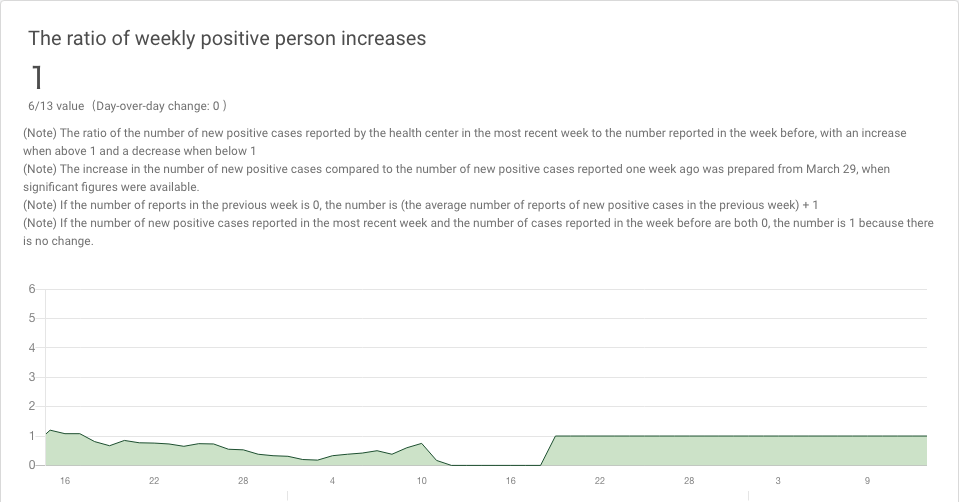 The ratio of weekly positive person increases
1
6/13 value （Day-over-day change: 0 ）
(Note) The ratio of the number of new positive cases reported by the health center in the most recent week to the number reported in the week before, with an increase
when above 1 and a decrease when below 1
(Note) The increase in the number of new positive cases compared to the number of new positive cases reported one week ago was prepared from March 29, when
significant figures were available.
(Note) If the number of reports in the previous week is 0, the number is (the average number of reports of new positive cases in the previous week) + 1
(Note) If the number of new positive cases reported in the most recent week and the number of cases reported in the week before are both 0, the number is 1 because there
is no change.
6
5
4
3
2
1
0
16 22 28 4 10 16 22 28 3 9